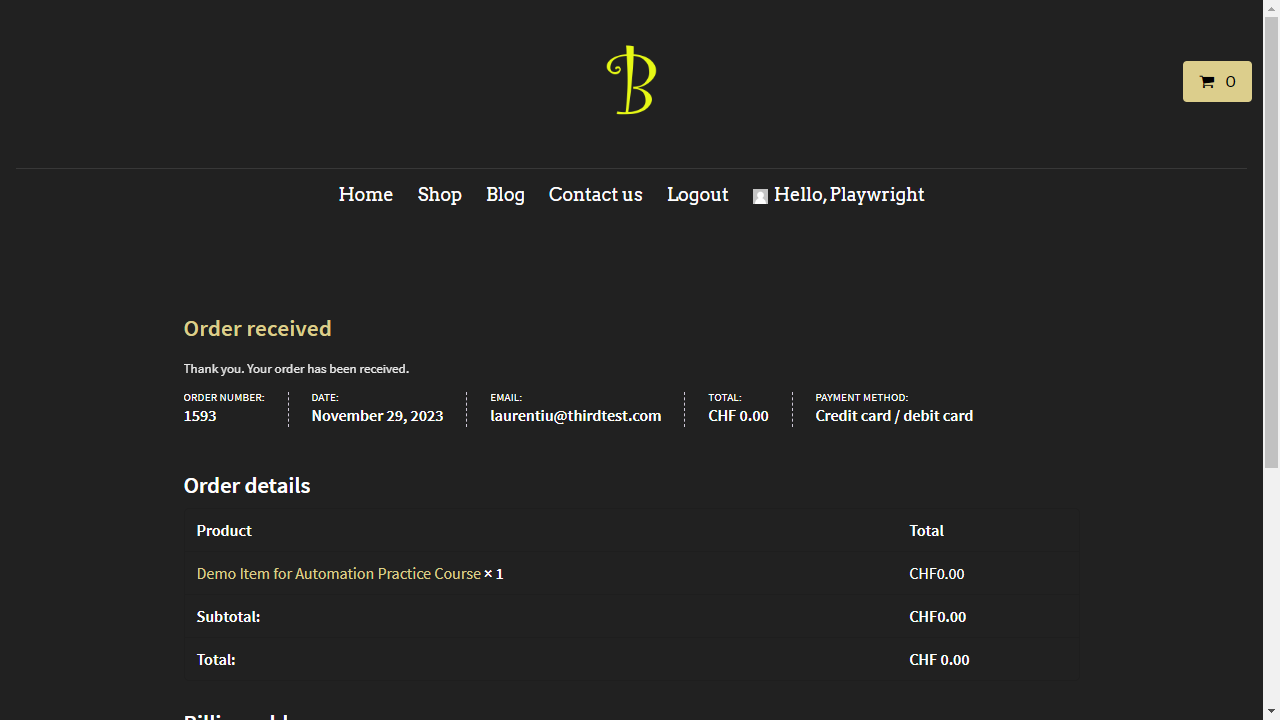 B
0
Home Shop Blog Contact us Logout Hello, Playwright
Order received
Thank you. Your order has been received.
ORDER NUMBER: DATE: EMAIL: TOTAL: PAYMENT METHOD:
1593 November 29, 2023 laurentiu@thirdtest.com CHF 0.00 Credit card / debit card
Order details
Product Total
Demo Item for Automation Practice Course × 1 CHF0.00
Subtotal: CHF0.00
Total: CHF 0.00